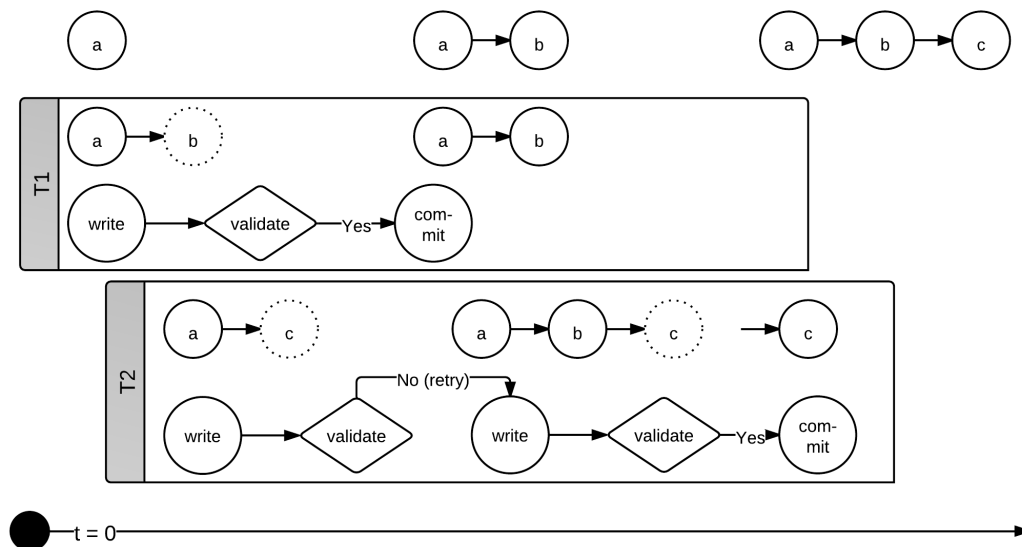 a
a
b
a
b
c
T1
a
b
a
b
write
validate
Yes
com-
mit
T2
a
c
a
b
c
c
No (retry)
write
validate
write
validate
Yes
com-
mit
t = 0